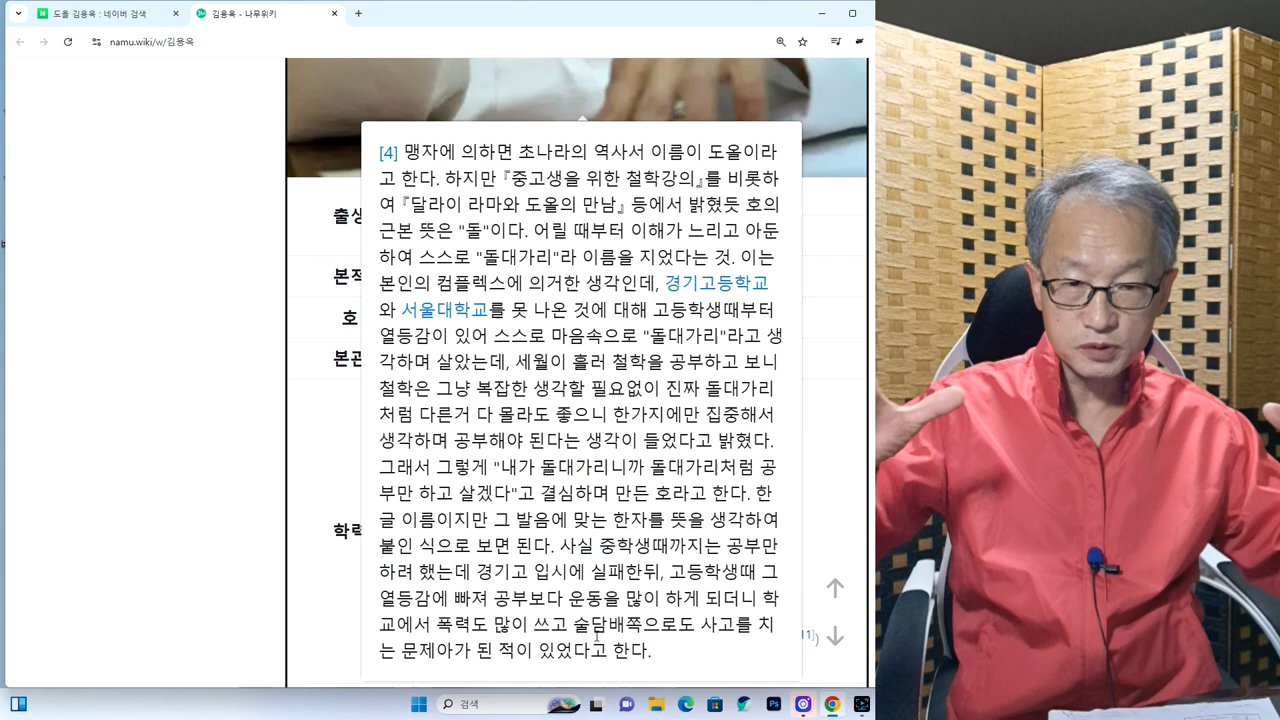 도올 김용옥 : 네이버 검색
김용옥 - 나무위키
namu.wiki/w/김용옥
[4] 맹자에 의하면 초나라의 역사서 이름이 도올이라
고 한다. 하지만 『중고생을 위한 철학강의』를 비롯하
여 『달라이 라마와 도올의 만남』 등에서 밝혔듯 호의
근본 뜻은 "돌"이다. 어릴 때부터 이해가 느리고 아둔
하여 스스로 "돌대가리"라 이름을 지었다는 것. 이는
본인의 컴플렉스에 의거한 생각인데, 경기고등학교
와 서울대학교를 못 나온 것에 대해 고등학생때부터
열등감이 있어 스스로 마음속으로 "돌대가리"라고 생
각하며 살았는데, 세월이 흘러 철학을 공부하고 보니
철학은 그냥 복잡한 생각할 필요없이 진짜 돌대가리
처럼 다른거 다 몰라도 좋으니 한가지에만 집중해서
생각하며 공부해야 된다는 생각이 들었다고 밝혔다.
그래서 그렇게 "내가 돌대가리니까 돌대가리처럼 공
부만 하고 살겠다"고 결심하며 만든 호라고 한다. 한
글 이름이지만 그 발음에 맞는 한자를 뜻을 생각하여
붙인 식으로 보면 된다. 사실 중학생때까지는 공부만
하려 했는데 경기고 입시에 실패한뒤, 고등학생때 그
열등감에 빠져 공부보다 운동을 많이 하게 되더니 학
교에서 폭력도 많이 쓰고 술담배쪽으로도 사고를 치
는 문제아가 된 적이 있었다고 한다.
출생
본적
호
본관
학력
11])
검색
Ps